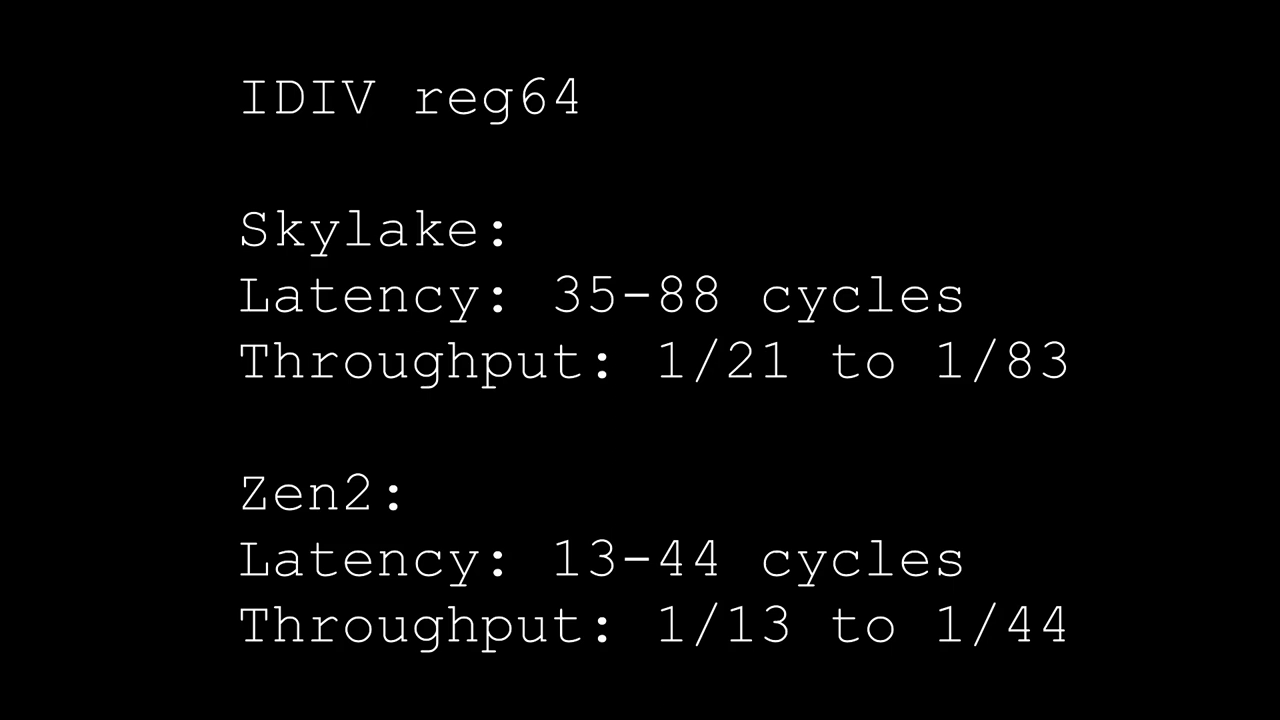 IDIV reg64
Skylake:
Latency: 35-88 cycles
Throughput: 1/21 to 1/83
Zen2:
Latency: 13-44 cycles
Throughput: 1/13 to 1/44